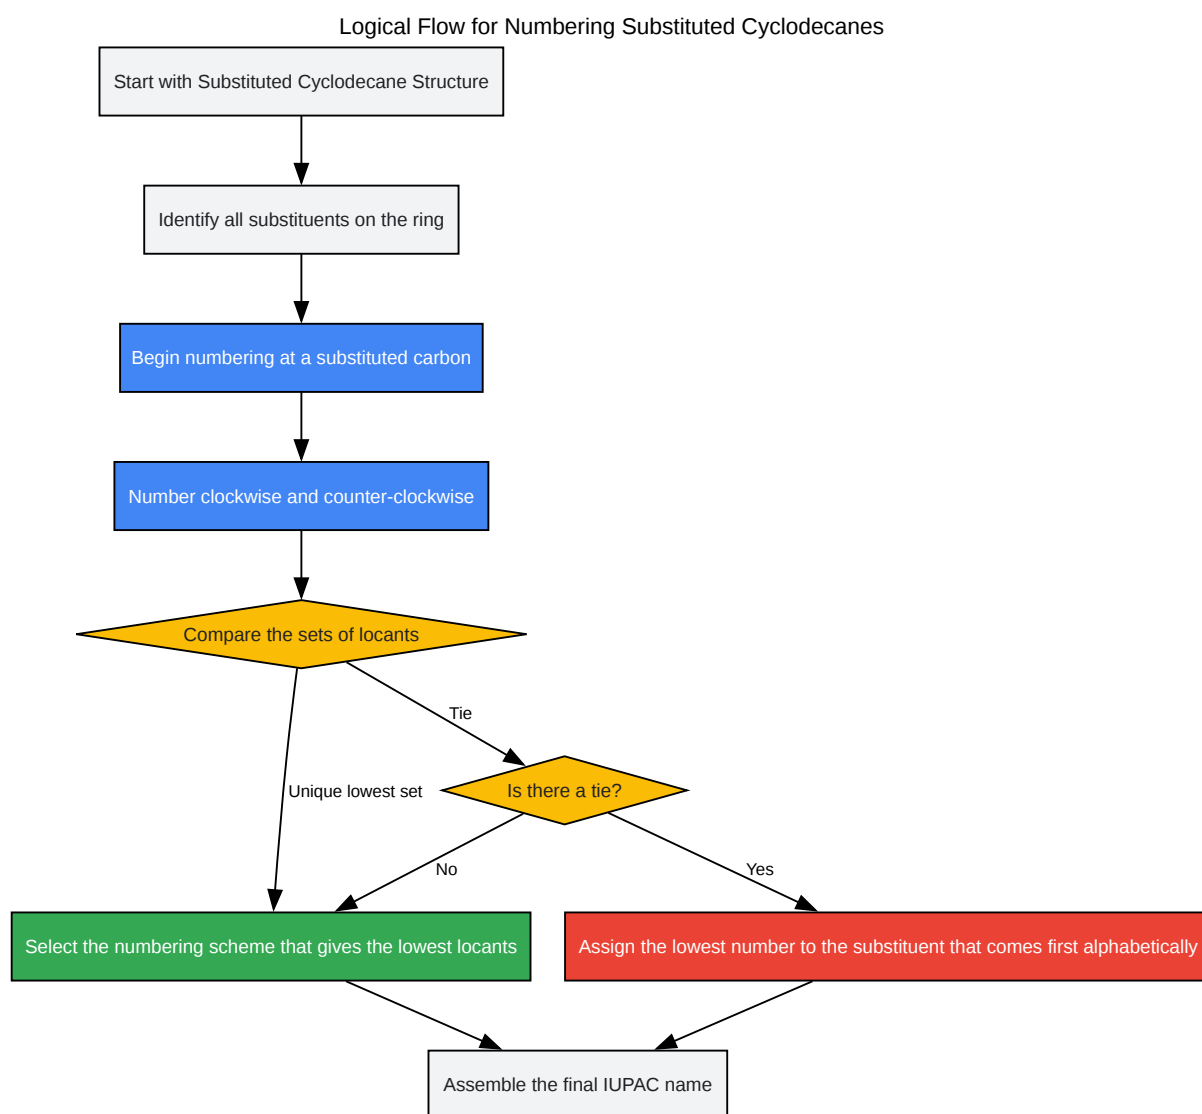 Logical Flow for Numbering Substituted Cyclodecanes
Start with Substituted Cyclodecane Structure
Identify all substituents on the ring
Begin numbering at a substituted carbon
Number clockwise and counter-clockwise
Compare the sets of locants
Tie
Unique lowest set
Is there a tie?
No
Yes
Select the numbering scheme that gives the lowest locants
Assign the lowest number to the substituent that comes first alphabetically
Assemble the final IUPAC name